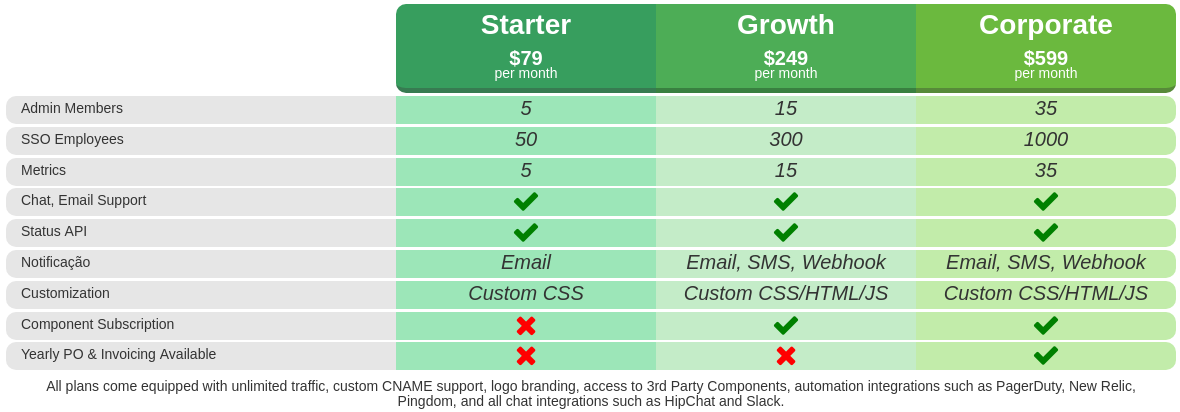 Starter Growth Corporate
$79 $249 $599
per month per month per month
Admin Members 5 15 35
SSO Employees 50 300 1000
Metrics 5 15 35
Chat, Email Support
Status API
Notificação Email Email, SMS, Webhook Email, SMS, Webhook
Customization Custom CSS Custom CSS/HTML/JS Custom CSS/HTML/JS
Component Subscription
Yearly PO & Invoicing Available
All plans come equipped with unlimited traffic, custom CNAME support, logo branding, access to 3rd Party Components, automation integrations such as PagerDuty, New Relic,
Pingdom, and all chat integrations such as HipChat and Slack.